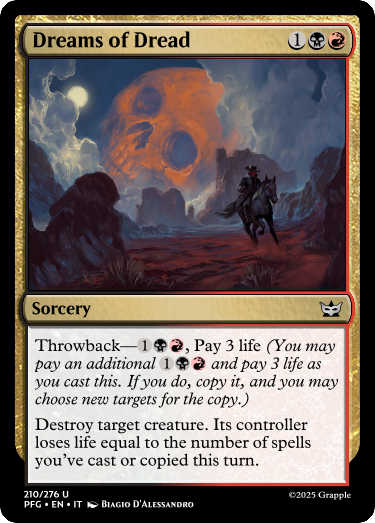 Dreams of Dread 1
Sorcery
Throwback—1, Pay 3 life (You may
pay an additional 1 and pay 3 life as
you cast this. If you do, copy it, and you may
choose new targets for the copy.)
Destroy target creature. Its controller
loses life equal to the number of spells
you've cast or copied this turn.
210/276 U
PFG • EN • IT Biagio D'Alessandro
©2025 Grapple